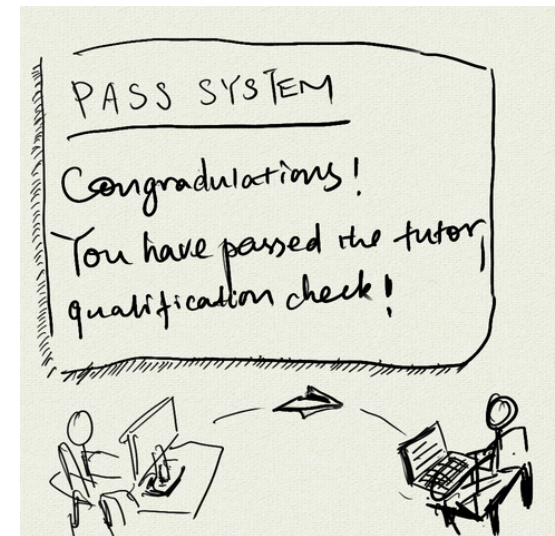 PASS SYSTEM
Congradulations!
You have passed the tutor
qualification check!